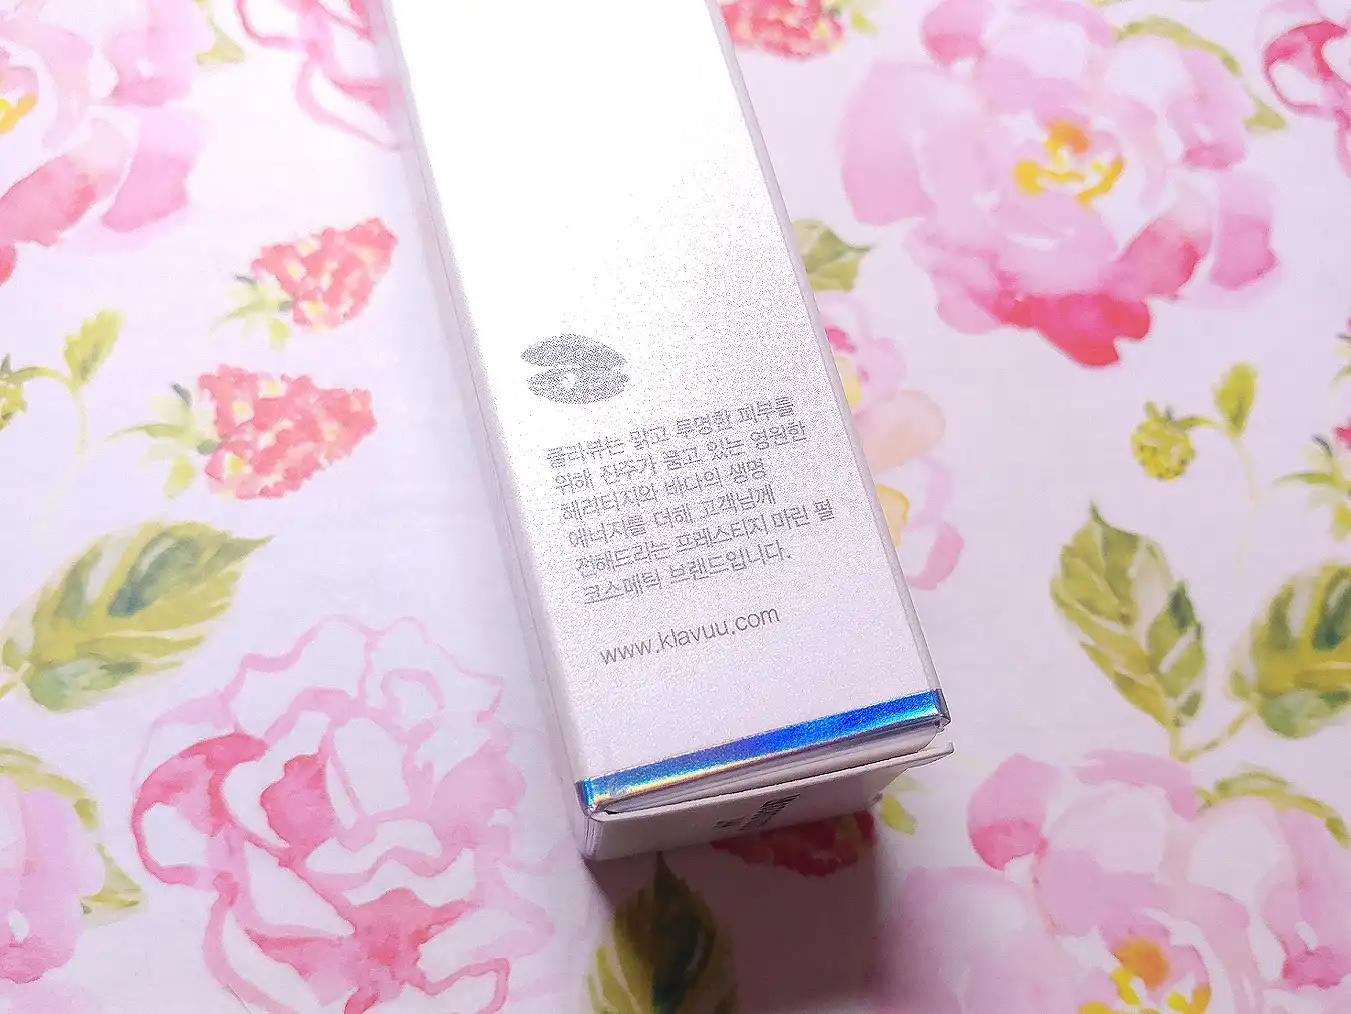 클라뷰는 맑고 투명한 피부를
위해 진주가 품고 있는 영원한
헤리티지와 바다의 생명
에너지를 더해 고객님께
전해드리는 프레스티지 마린 펄
코스메틱 브랜드입니다.
www.klavuu.com